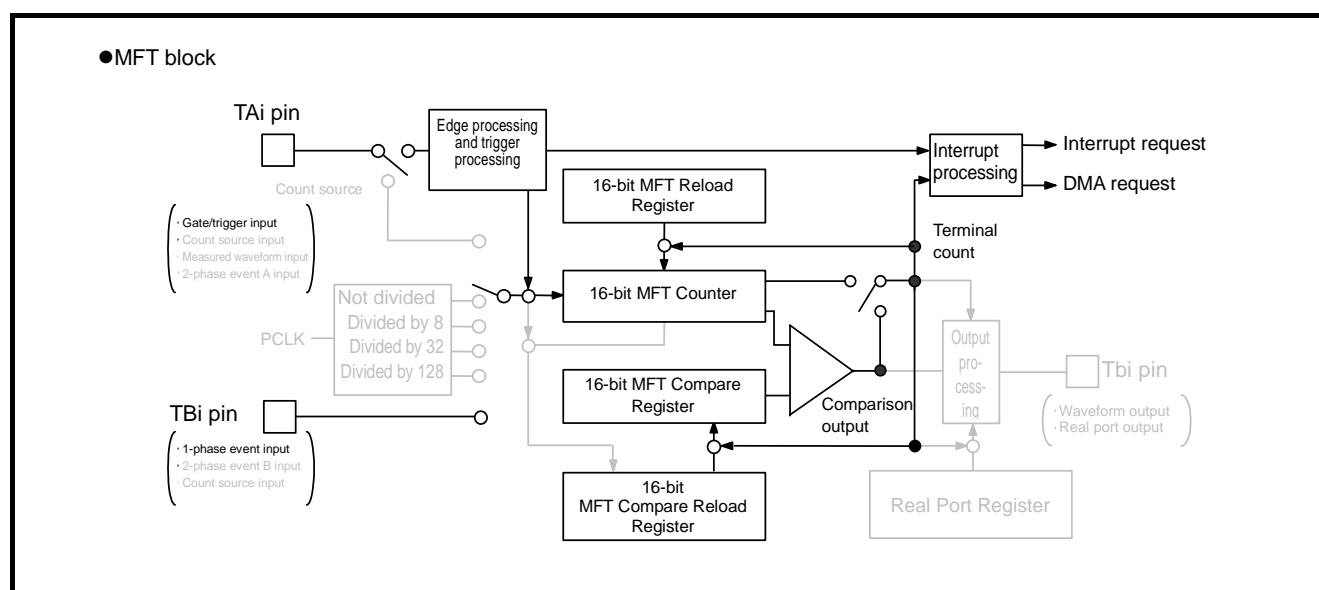 ●MFT block
TAi pin
Edge processing
and trigger
processing
Interrupt
processing
Interrupt request
DMA request
Count source
16-bit MFT Reload
Register
· Gate/trigger input
· Count source input
· Measured waveform input
· 2-phase event A input
Terminal
count
16-bit MFT Counter
PCLK
Not divided
Divided by 8
Divided by 32
Divided by 128
Output
pro-
cess-
ing
Tbi pin
· Waveform output
· Real port output
16-bit MFT Compare
Register
Comparison
output
TBi pin
· 1-phase event input
· 2-phase event B input
· Count source input
16-bit
MFT Compare Reload
Register
Real Port Register